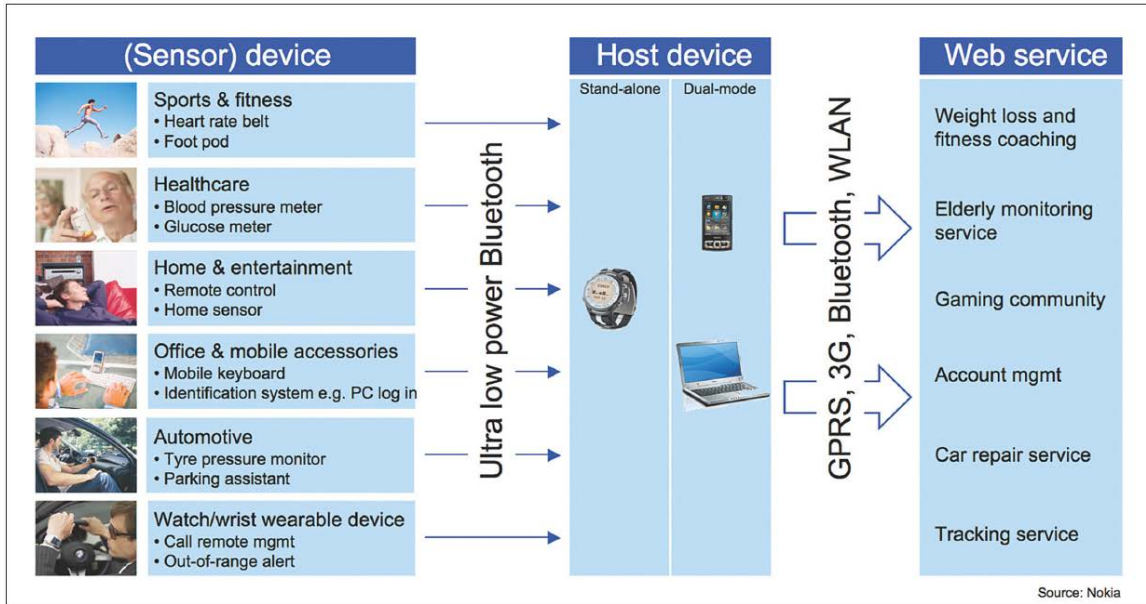 (Sensor) device
Sports & fitness
• Heart rate belt
• Foot pod
Healthcare
• Blood pressure meter
• Glucose meter
Home & entertainment
• Remote control
• Home sensor
Office & mobile accessories
• Mobile keyboard
• Identification system e.g. PC log in
Automotive
• Tyre pressure monitor
• Parking assistant
Watch/wrist wearable device
• Call remote mgmt
• Out-of-range alert
Ultra low power Bluetooth
Host device
Stand-alone
Dual-mode
GPRS, 3G, Bluetooth, WLAN
Web service
Weight loss and
fitness coaching
Elderly monitoring
service
Gaming community
Account mgmt
Car repair service
Tracking service
Source: Nokia